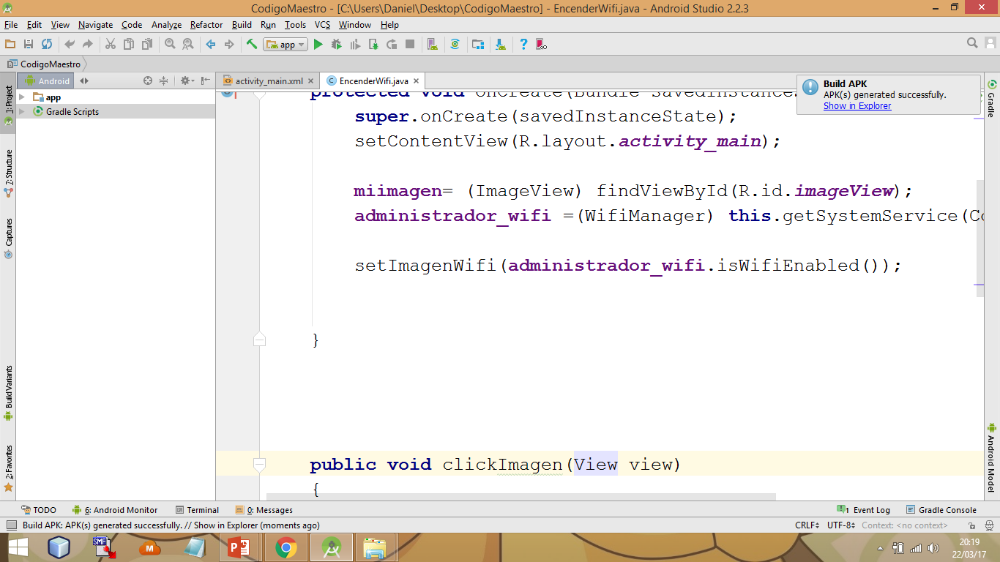 CodigoMaestro - [C:\Users\Daniel\Desktop\CodigoMaestro] - EncenderWifi.java - Android Studio 2.2.3
File Edit View Navigate Code Analyze Refactor Build Run Tools VCS Window Help
app
CodigoMaestro
Android
activity_main.xml
EncenderWifi.java
app
Gradle Scripts
1: Project
7: Structure
Captures
Build Variants
2: Favorites
protected void onCreate(Bundle savedInstanceS
super.onCreate(savedInstanceState);
setContentView(R.layout.activity_main);
miimagen= (ImageView) findViewById(R.id.imageView);
administrador_wifi =(WifiManager) this.getSystemService(Co
setImagenWifi(administrador_wifi.isWifiEnabled());
}
public void clickImagen(View view)
{
Build APK
APK(s) generated successfully.
Show in Explorer
Gradle
Android Model
TODO 6: Android Monitor Terminal 0: Messages 1 Event Log Gradle Console
Build APK: APK(s) generated successfully. // Show in Explorer (moments ago) CRLF UTF-8 Context: <no context>
SMF
P
20:19
22/03/17